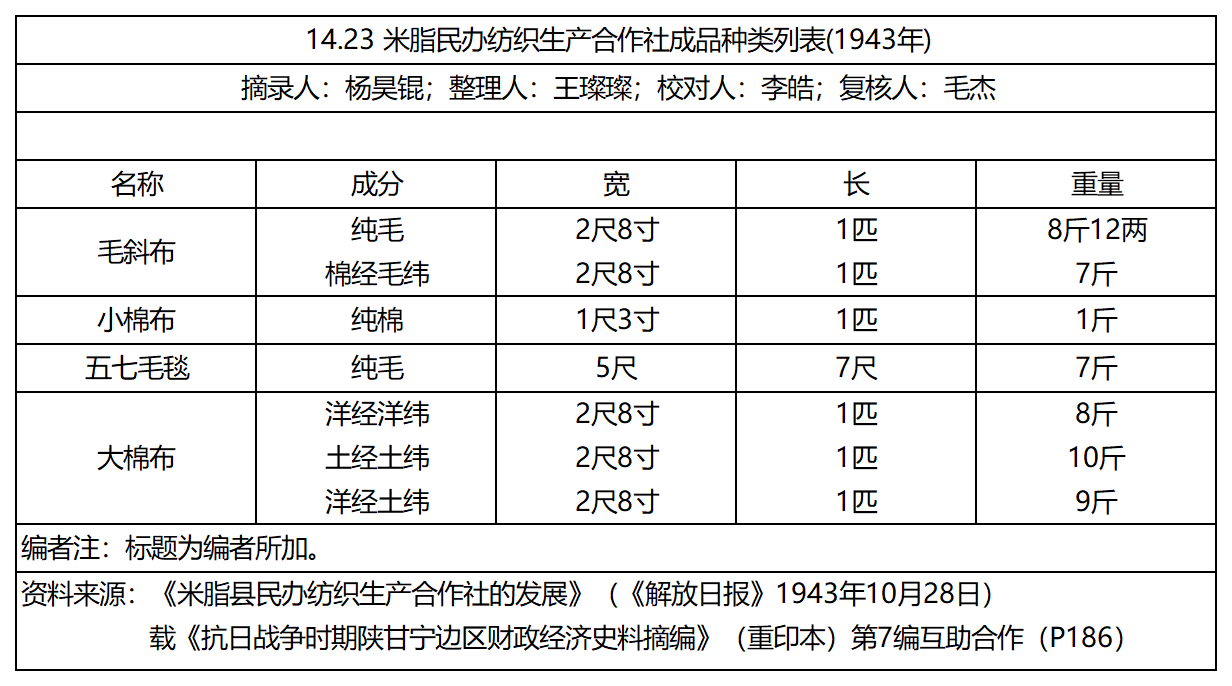 14.23 米脂民办纺织生产合作社成品种类列表(1943年)
摘录人：杨昊锟；整理人：王璨璨；校对人：李皓；复核人：毛杰
名称 成分 宽 长 重量
毛斜布 纯毛 2尺8寸 1匹 8斤12两
棉经毛纬 2尺8寸 1匹 7斤
小棉布 纯棉 1尺3寸 1匹 1斤
五七毛毯 纯毛 5尺 7尺 7斤
大棉布 洋经洋纬 2尺8寸 1匹 8斤
土经土纬 2尺8寸 1匹 10斤
洋经土纬 2尺8寸 1匹 9斤
编者注：标题为编者所加。
资料来源：《米脂县民办纺织生产合作社的发展》（《解放日报》1943年10月28日）
载《抗日战争时期陕甘宁边区财政经济史料摘编》（重印本）第7编互助合作（P186）